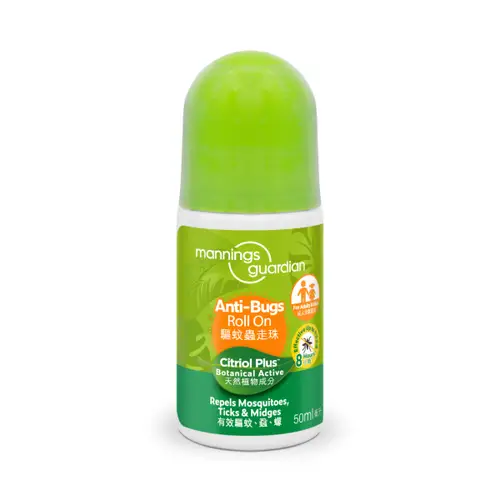 mannings
guardian
Anti-Bugs
Roll On
驅蚊蟲走珠
Citriol Plus™
Botanical Active
天然植物成分
Repels Mosquitoes,
Ticks & Midges
有效驅蚊、蝨、蠓
8
50ml